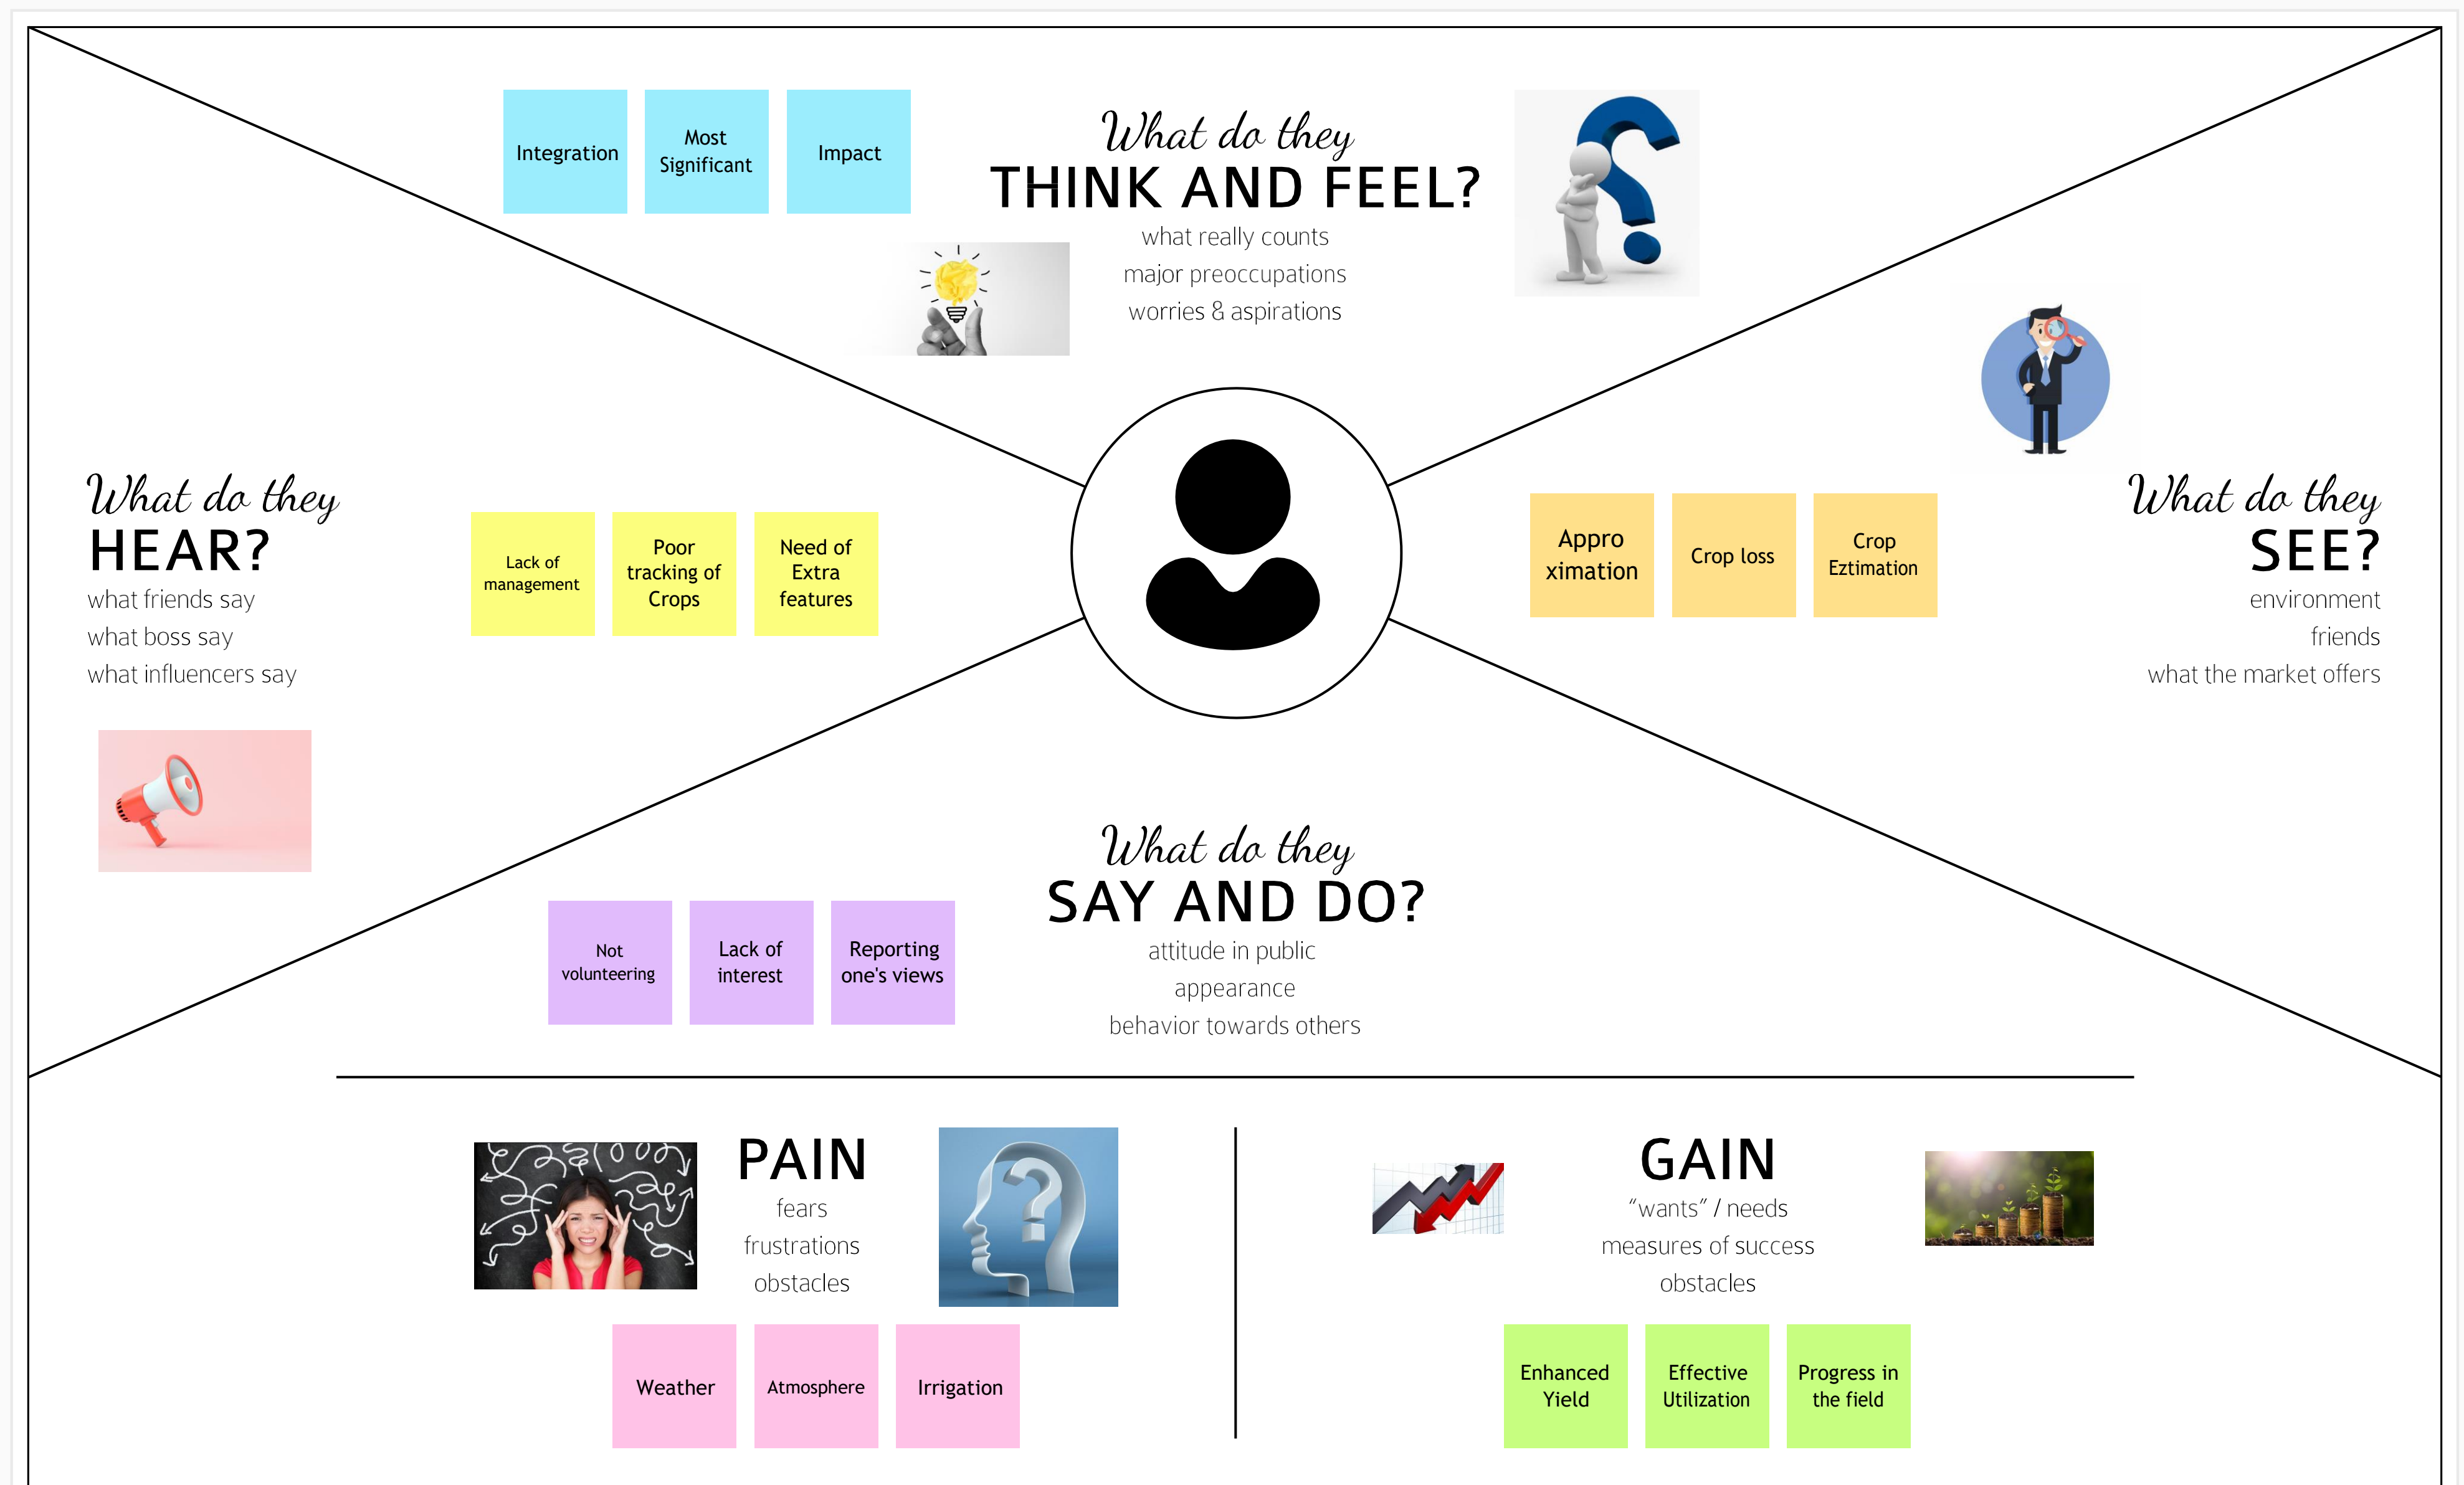 Integration
Most
Significant
Impact
What do they
THINK AND FEEL?
what really counts
major preoccupations
worries & aspirations
What do they
HEAR?
what friends say
what boss say
what influencers say
Lack of
management
Poor
tracking of
Crops
Need of
Extra
features
Appro
ximation
Crop loss
Crop
Eztimation
What do they
SEE?
environment
friends
what the market offers
What do they
SAY AND DO?
attitude in public
appearance
behavior towards others
Not
volunteering
Lack of
interest
Reporting
one's views
PAIN
fears
frustrations
obstacles
Weather
Atmosphere
Irrigation
GAIN
“wants” / needs
measures of success
obstacles
Enhanced
Yield
Effective
Utilization
Progress in
the field